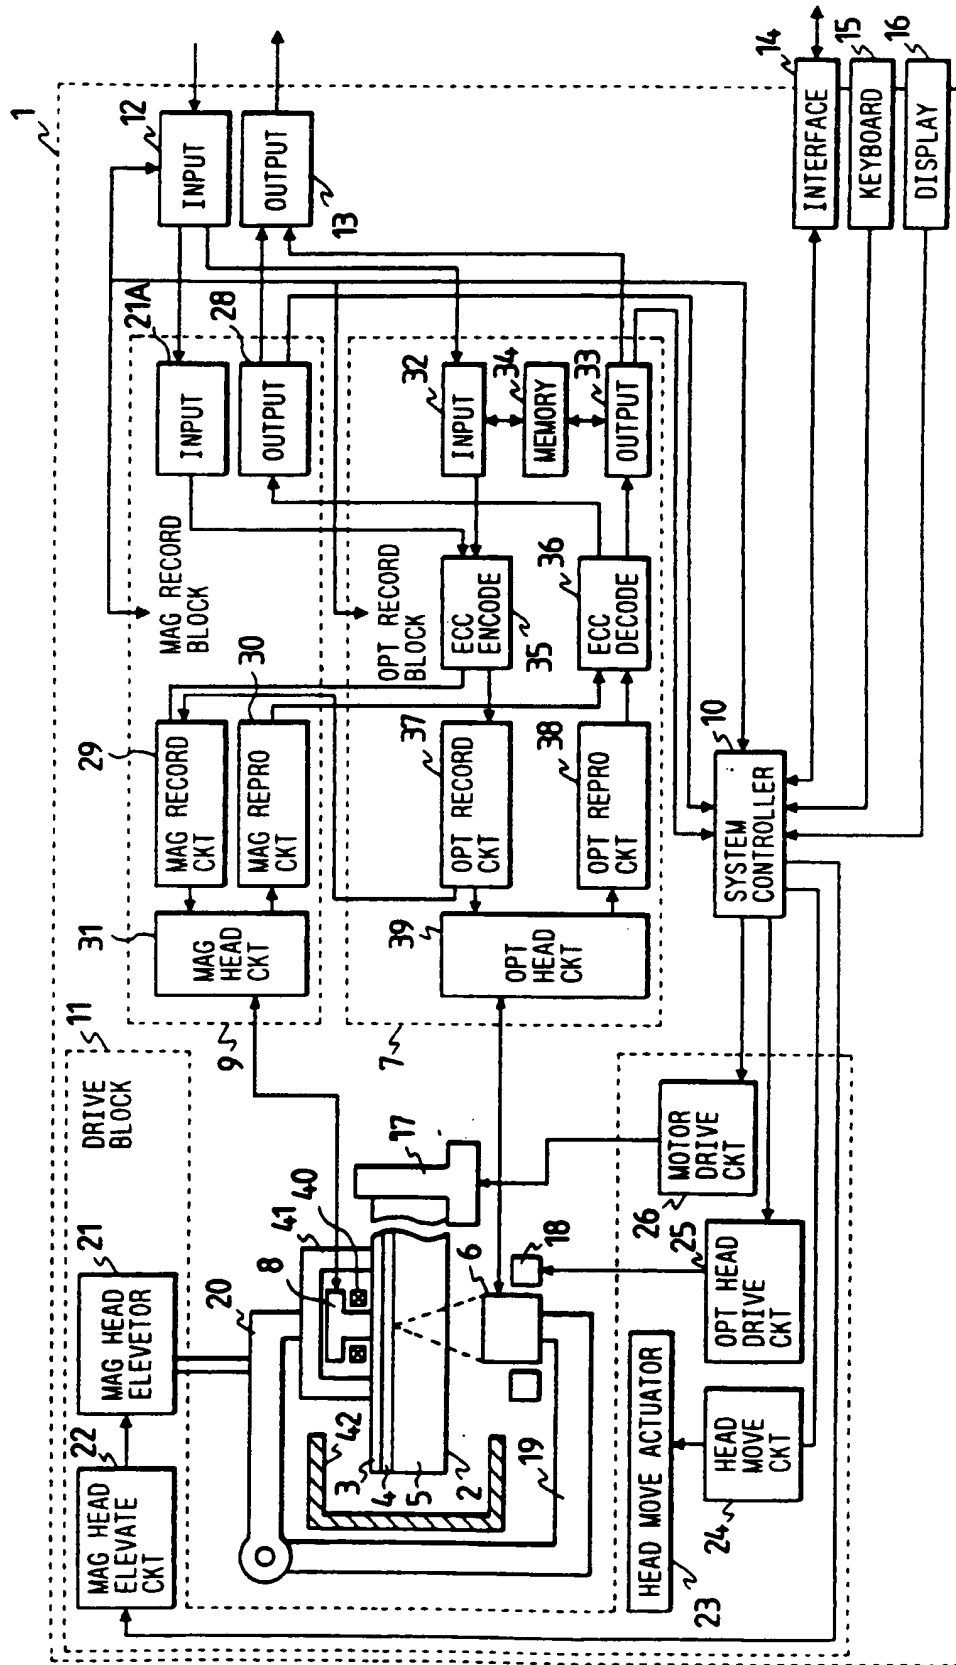 1
DRIVE
BLOCK
11
22
MAG HEAD
ELEVATE
CKT
21
MAG HEAD
ELEVETOR
20
41
40
8
17
42
3
4
5
2
6
18
19
HEAD MOVE ACTUATOR
23
HEAD
MOVE
CKT
24
OPT HEAD
DRIVE
CKT
25
MOTOR
DRIVE
CKT
26
9
MAG RECORD
BLOCK
31
MAG
HEAD
CKT
29
MAG RECORD
CKT
30
MAG REPRO
CKT
21A
INPUT
28
OUTPUT
7
OPT RECORD
BLOCK
39
OPT
HEAD
CKT
37
OPT RECORD
CKT
38
OPT REPRO
CKT
35
ECC
ENCODE
36
ECC
DECODE
32
INPUT
34
MEMORY
33
OUTPUT
12
INPUT
13
OUTPUT
10
SYSTEM
CONTROLLER
14
INTERFACE
15
KEYBOARD
16
DISPLAY